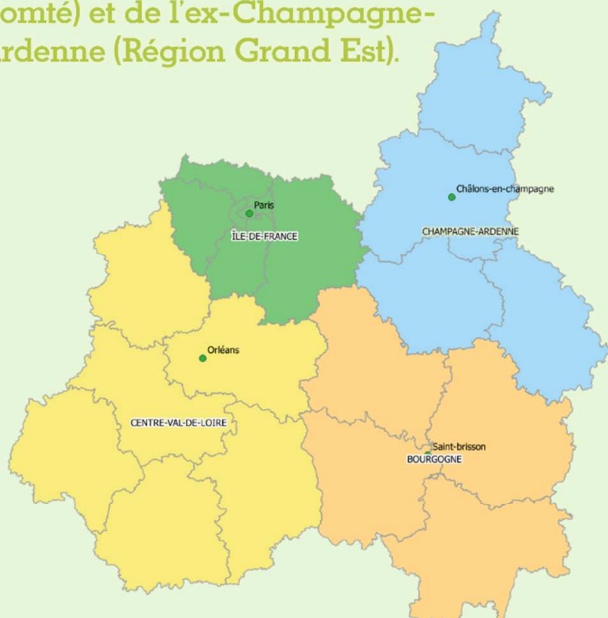 omté) et de l'ex-Champagne-
rdenne (Région Grand Est).
Châlons-en-champagne
Paris
CHAMPAGNE-ARDENNE
ÎLE-DE-FRANCE
Orléans
CENTRE-VAL-DE-LOIRE
Saint-brisson
BOURGOGNE